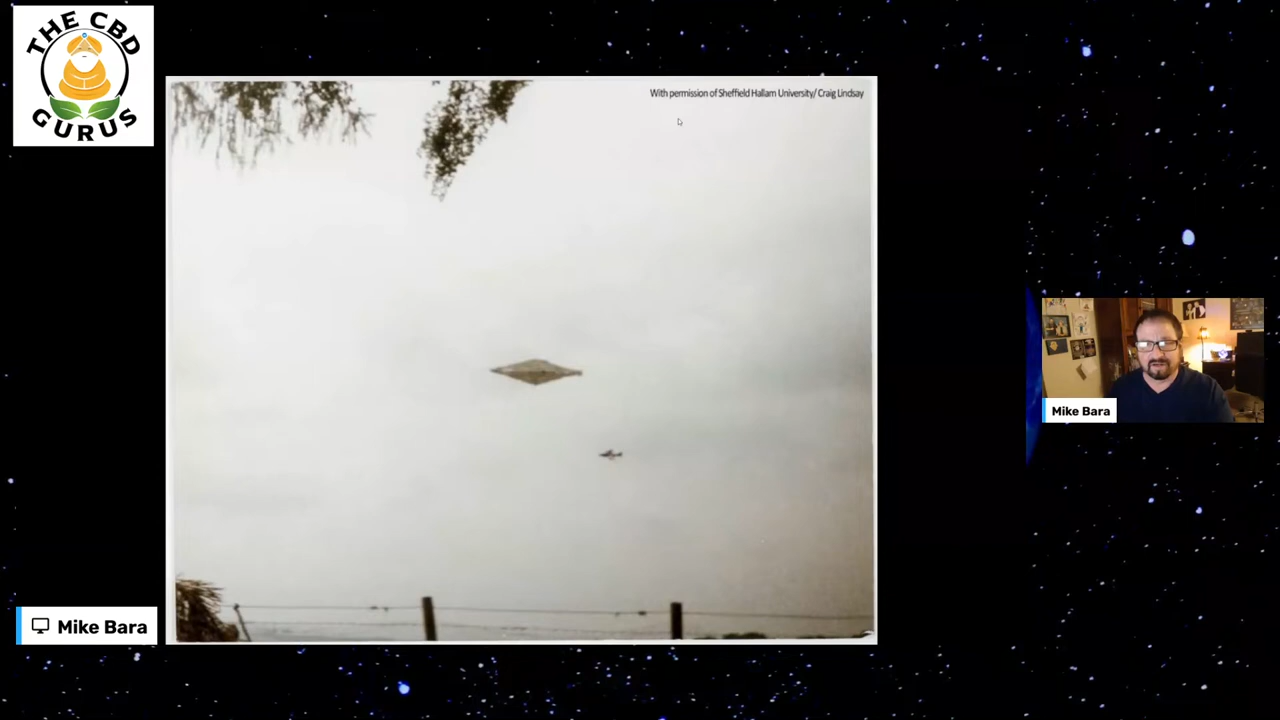 THE CBD
GURUS
With permission of Sheffield Hallam University/ Craig Lindsay
Mike Bara
Mike Bara